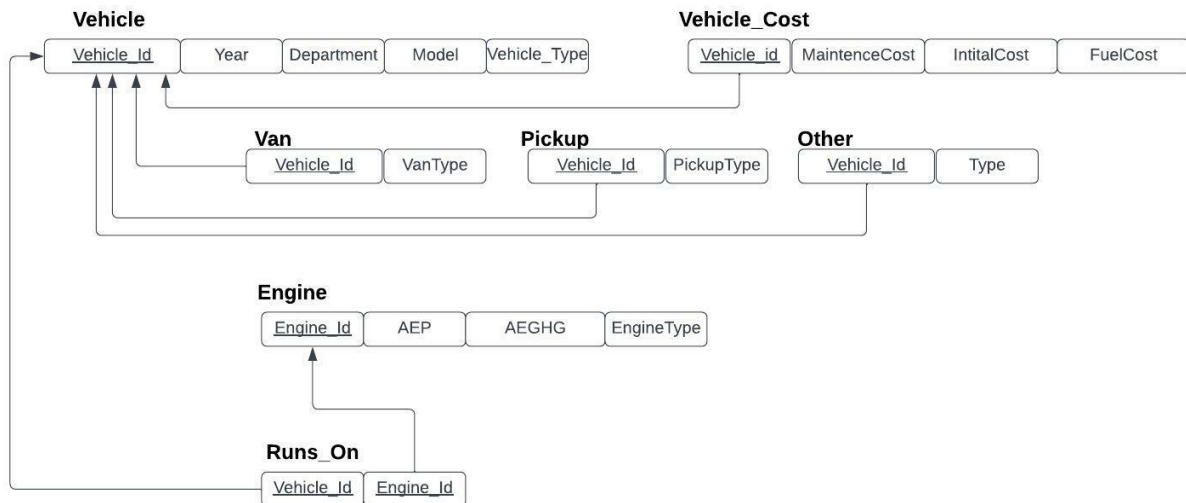 Vehicle
Vehicle_Cost
Vehicle_Id Year Department Model Vehicle_Type
Vehicle_id MaintenceCost IntitalCost FuelCost
Van
Pickup
Other
Vehicle_Id VanType
Vehicle_Id PickupType
Vehicle_Id Type
Engine
Engine_Id AEP AEGHG EngineType
Runs_On
Vehicle_Id Engine_Id